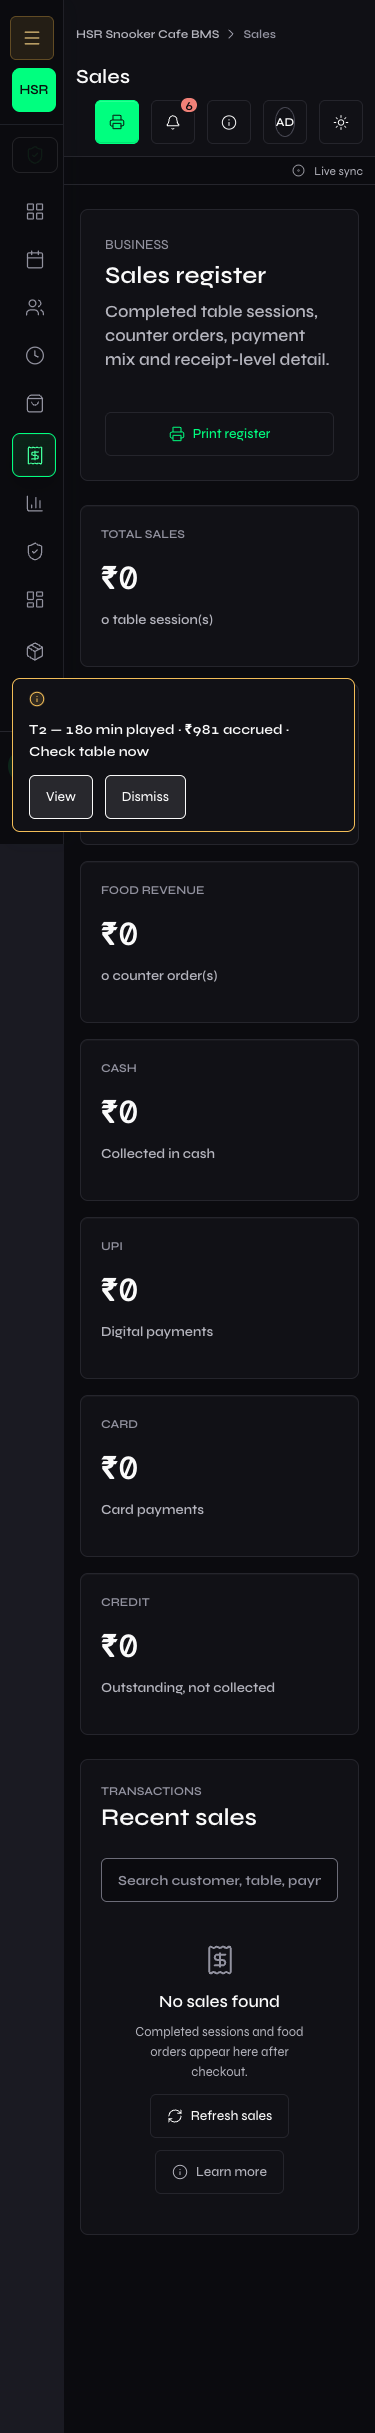 HSR Snooker Cafe BMS > Sales
HSR
Sales
6
AD
Live sync
BUSINESS
Sales register
Completed table sessions,
counter orders, payment
mix and receipt-level detail.
Print register
TOTAL SALES
₹0
0 table session(s)
T2 — 180 min played · ₹981 accrued ·
Check table now
View
Dismiss
FOOD REVENUE
₹0
0 counter order(s)
CASH
₹0
Collected in cash
UPI
₹0
Digital payments
CARD
₹0
Card payments
CREDIT
₹0
Outstanding, not collected
TRANSACTIONS
Recent sales
Search customer, table, payr
No sales found
Completed sessions and food
orders appear here after
checkout.
Refresh sales
Learn more